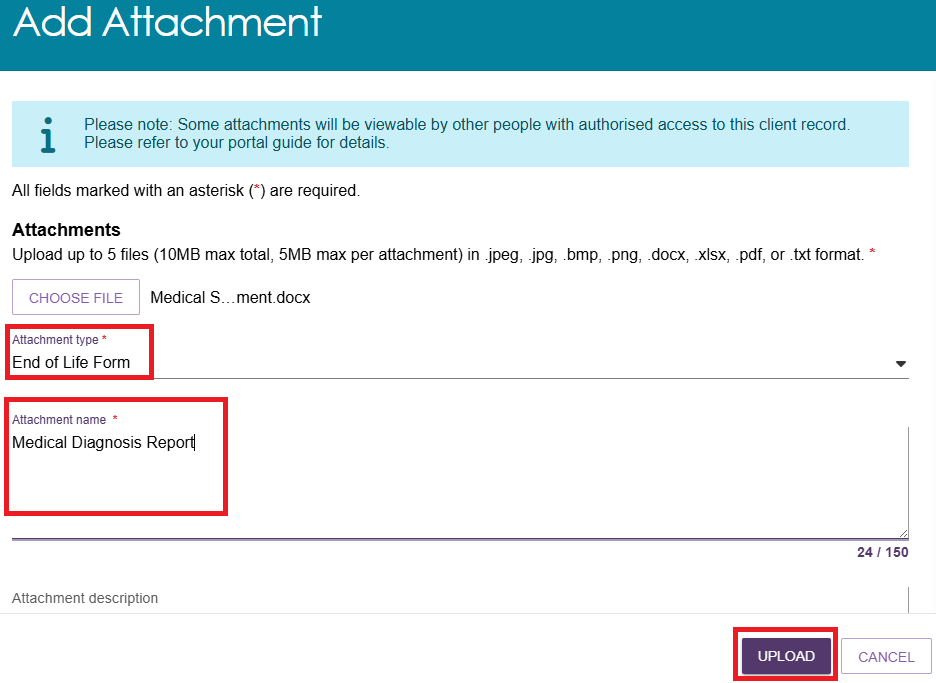 Add Attachment
Please note: Some attachments will be viewable by other people with authorised access to this client record.
Please refer to your portal guide for details.
All fields marked with an asterisk (*) are required.
Attachments
Upload up to 5 files (10MB max total, 5MB max per attachment) in .jpeg, .jpg, .bmp, .png, .docx, .xlsx, .pdf, or .txt format. *
CHOOSE FILE Medical S...ment.docx
Attachment type *
End of Life Form
Attachment name *
Medical Diagnosis Report
24 / 150
Attachment description
UPLOAD CANCEL